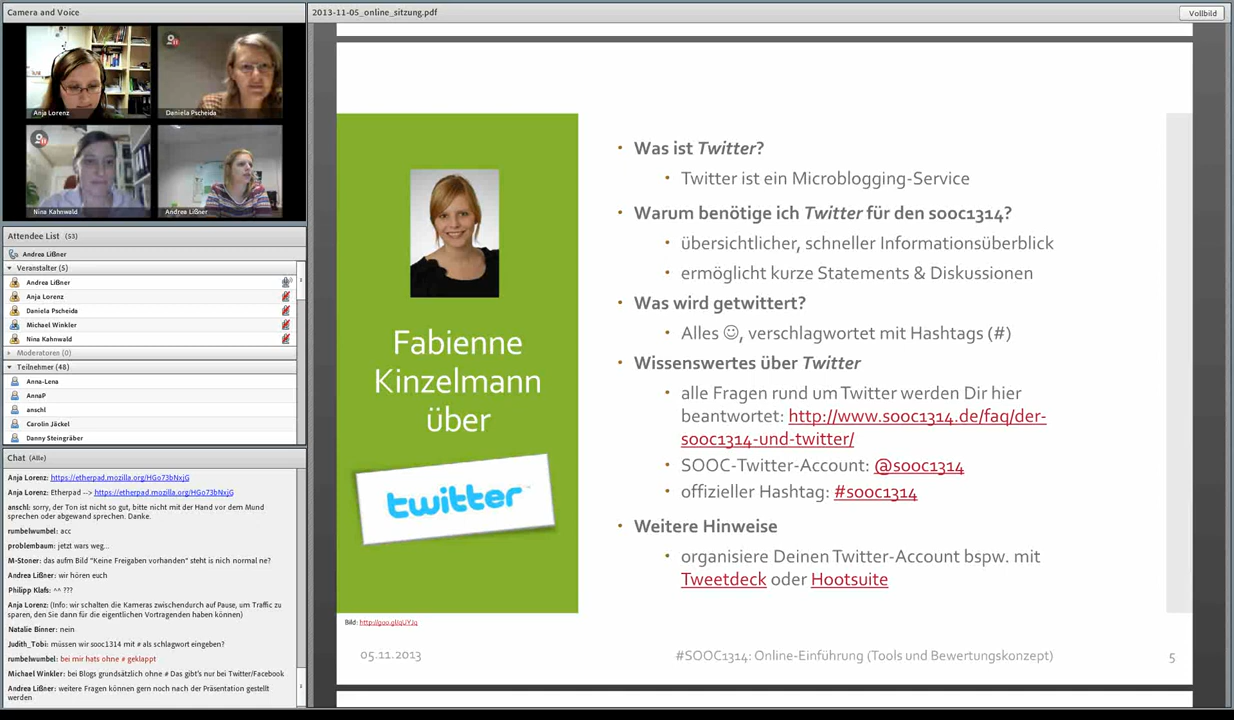 Camera and Voice
Anja Lorenz
Daniela Pscheida
Nina Kahnwald
Andrea Lißner
Attendee List (53)
Andrea Lißner
Veranstalter (5)
Andrea Lißner
Anja Lorenz
Daniela Pscheida
Michael Winkler
Nina Kahnwald
Moderatoren (0)
Teilnehmer (48)
Anna-Lena
AnnaP
anschl
Carolin Jäckel
Danny Steingräber
Chat (Alle)
Anja Lorenz: https://etherpad.mozilla.org/HGo73bNxjG
Anja Lorenz: Etherpad --> https://etherpad.mozilla.org/HGo73bNxjG
anschl: sorry, der Ton ist nicht so gut, bitte nicht mit der Hand vor dem Mund
sprechen oder abgewand sprechen. Danke.
rumbelwumbel: acc
problembaum: jetzt wars weg...
M-Stoner: das aufm Bild "Keine Freigaben vorhanden" steht is nich normal ne?
Andrea Lißner: wir hören euch
Philipp Klafs: ^^ ???
Anja Lorenz: (Info: wir schalten die Kameras zwischendurch auf Pause, um Traffic zu
sparen, den Sie dann für die eigentlichen Vortragenden haben können)
Natalie Binner: nein
Judith_Tobi: müssen wir sooc1314 mit # als schlagwort eingeben?
rumbelwumbel: bei mir hats ohne # geklappt
Michael Winkler: bei Blogs grundsätzlich ohne # Das gibt's nur bei Twitter/Facebook
Andrea Lißner: weitere Fragen können gern noch nach der Präsentation gestellt
werden
2013-11-05_online_sitzung.pdf
Vollbild
Fabienne
Kinzelmann
über
twitter
Bild: http://goo.gl/qUYJq
• Was ist Twitter?
• Twitter ist ein Microblogging-Service
• Warum benötige ich Twitter für den sooc1314?
• übersichtlicher, schneller Informationsüberblick
• ermöglicht kurze Statements & Diskussionen
• Was wird getwittert?
• Alles ☺, verschlagwortet mit Hashtags (#)
• Wissenswertes über Twitter
• alle Fragen rund um Twitter werden Dir hier
beantwortet: http://www.sooc1314.de/faq/der-
sooc1314-und-twitter/
• SOOC-Twitter-Account: @sooc1314
• offizieller Hashtag: #sooc1314
• Weitere Hinweise
• organisiere Deinen Twitter-Account bspw. mit
Tweetdeck oder Hootsuite
05.11.2013
#SOOC1314: Online-Einführung (Tools und Bewertungskonzept)
5